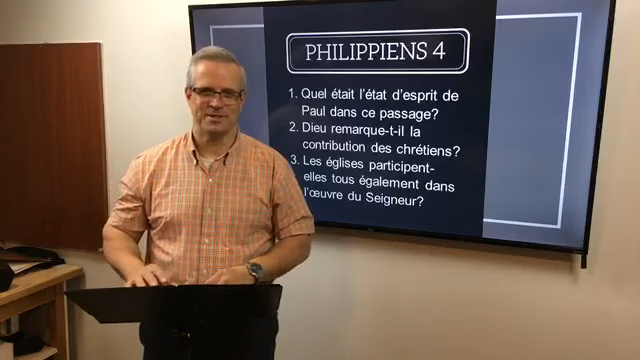 PHILIPPIENS 4
1. Quel était l'état d'esprit de
Paul dans ce passage?
2. Dieu remarque-t-il la
contribution des chrétiens?
3. Les églises participent-
elles tous également dans
l'œuvre du Seigneur?